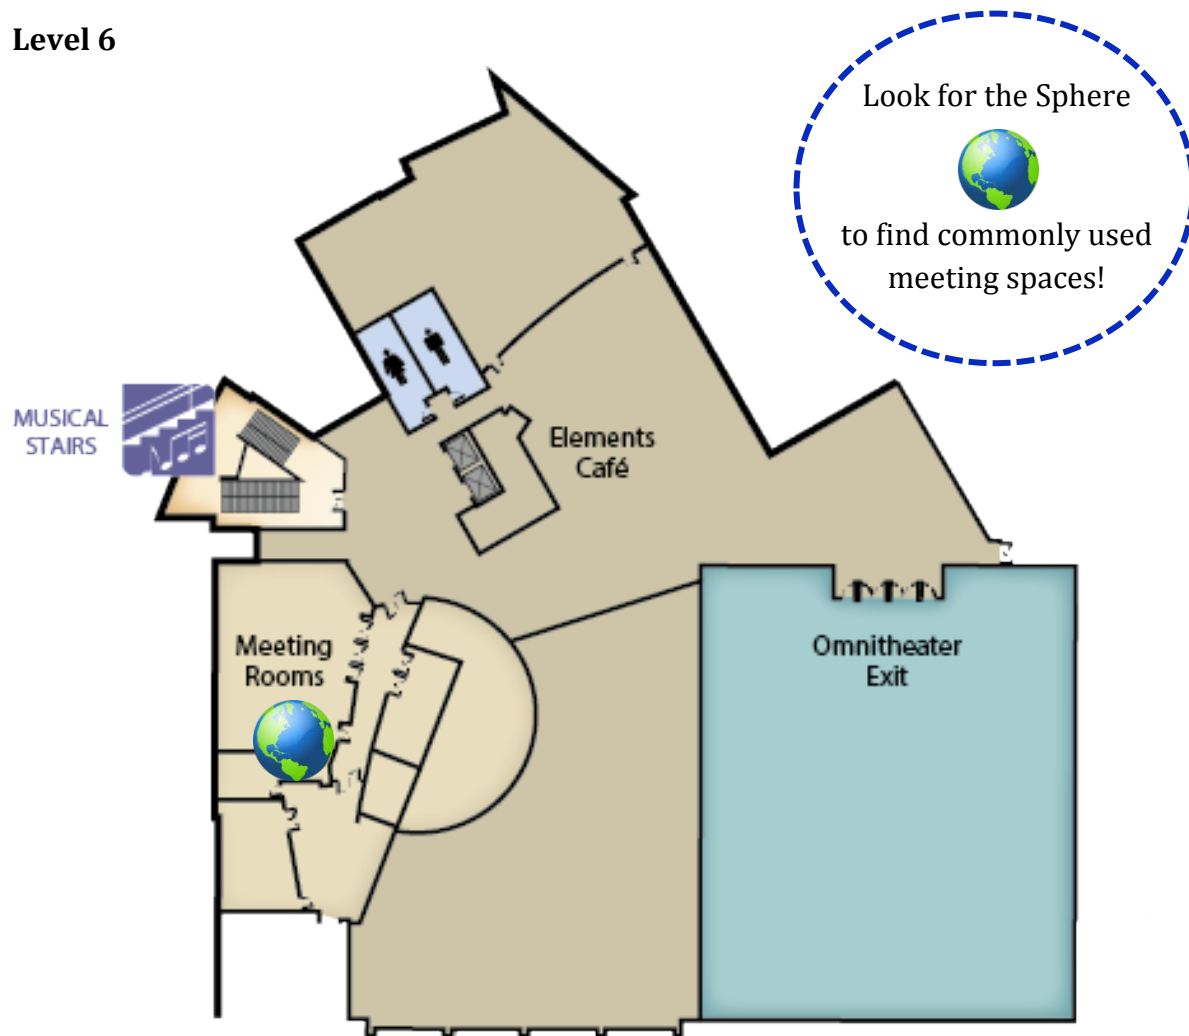 Level 6
Look for the Sphere
to find commonly used
meeting spaces!
MUSICAL
STAIRS
Elements
Café
Meeting
Rooms
Omnitheater
Exit